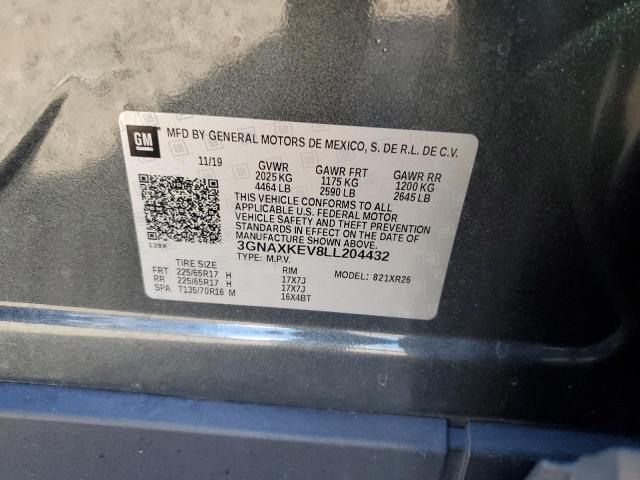 GM MFD BY GENERAL MOTORS DE MEXICO, S. DE R.L. DE C.V.
11/19 GVWR GAWR FRT GAWR RR
2025 KG 1175 KG 1200 KG
4464 LB 2590 LB 2645 LB
THIS VEHICLE CONFORMS TO ALL
APPLICABLE U.S. FEDERAL MOTOR
VEHICLE SAFETY AND THEFT PREVENTION
STANDARDS IN EFFECT ON THE DATE OF
MANUFACTURE SHOWN ABOVE.
139X 3GNAXKEV8LL204432
TYPE: M.P.V.
TIRE SIZE RIM MODEL: 821XR26
FRT 225/65R17 H 17X7J
RR 225/65R17 H 17X7J
SPA T135/70R16 M 16X4BT